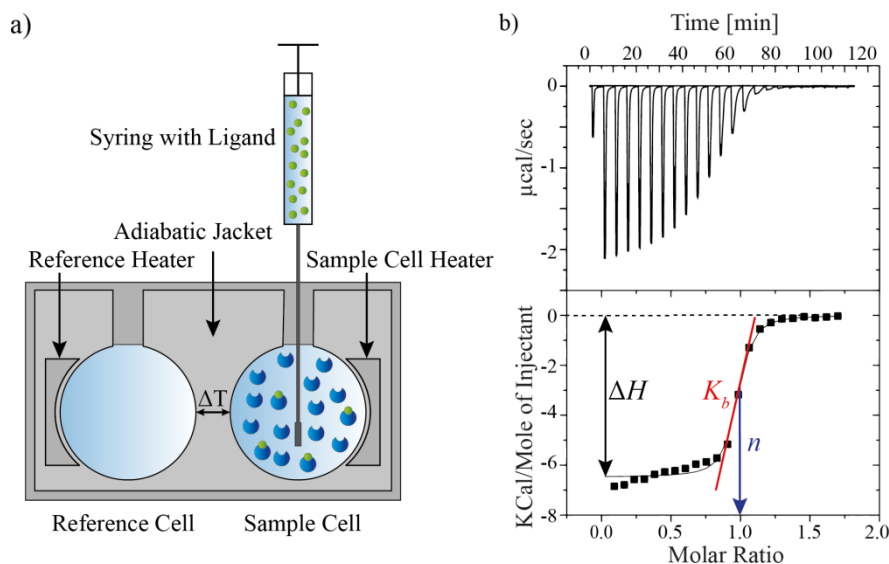 a)
Syring with Ligand
Adiabatic Jacket
Reference Heater
Sample Cell Heater
ΔT
Reference Cell
Sample Cell
b)
Time [min]
0 20 40 60 80 100 120
0
-1
-2
μcal/sec
0
-2
-4
-6
-8
KCal/Mole of Injectant
ΔH
K_b
n
0.0 0.5 1.0 1.5 2.0
Molar Ratio